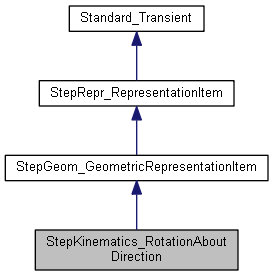 Standard_Transient
StepRepr_RepresentationItem
StepGeom_GeometricRepresentationItem
StepKinematics_RotationAbout
Direction